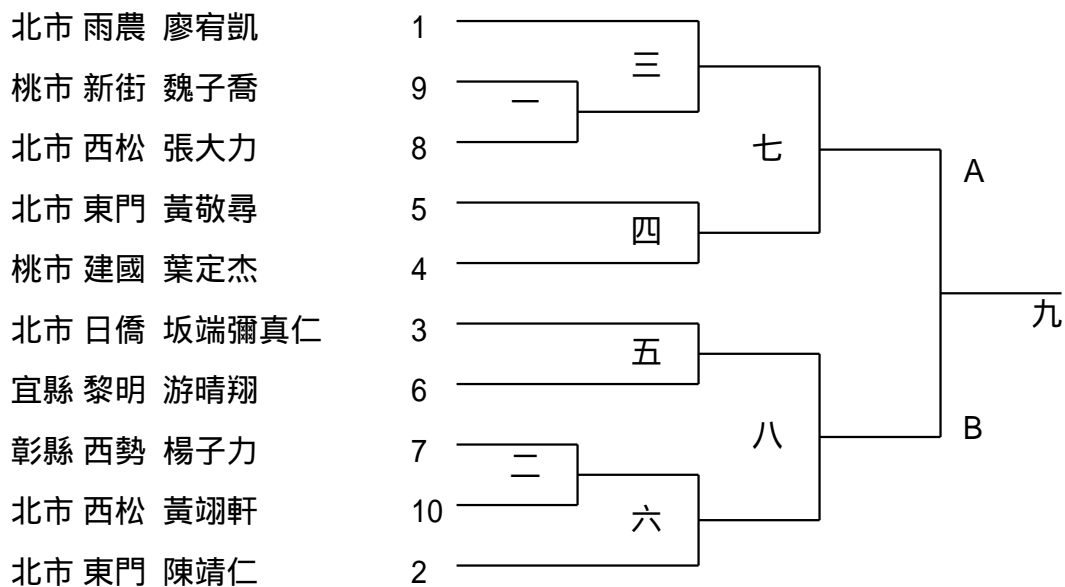 北市 雨農 廖宥凱 1
三
桃市 新街 魏子喬 9
一
北市 西松 張大力 8
七
A
北市 東門 黃敬尋 5
四
桃市 建國 葉定杰 4
九
北市 日僑 坂端彌真仁 3
五
宜縣 黎明 游晴翔 6
八
B
彰縣 西勢 楊子力 7
二
北市 西松 黃翊軒 10
六
北市 東門 陳靖仁 2